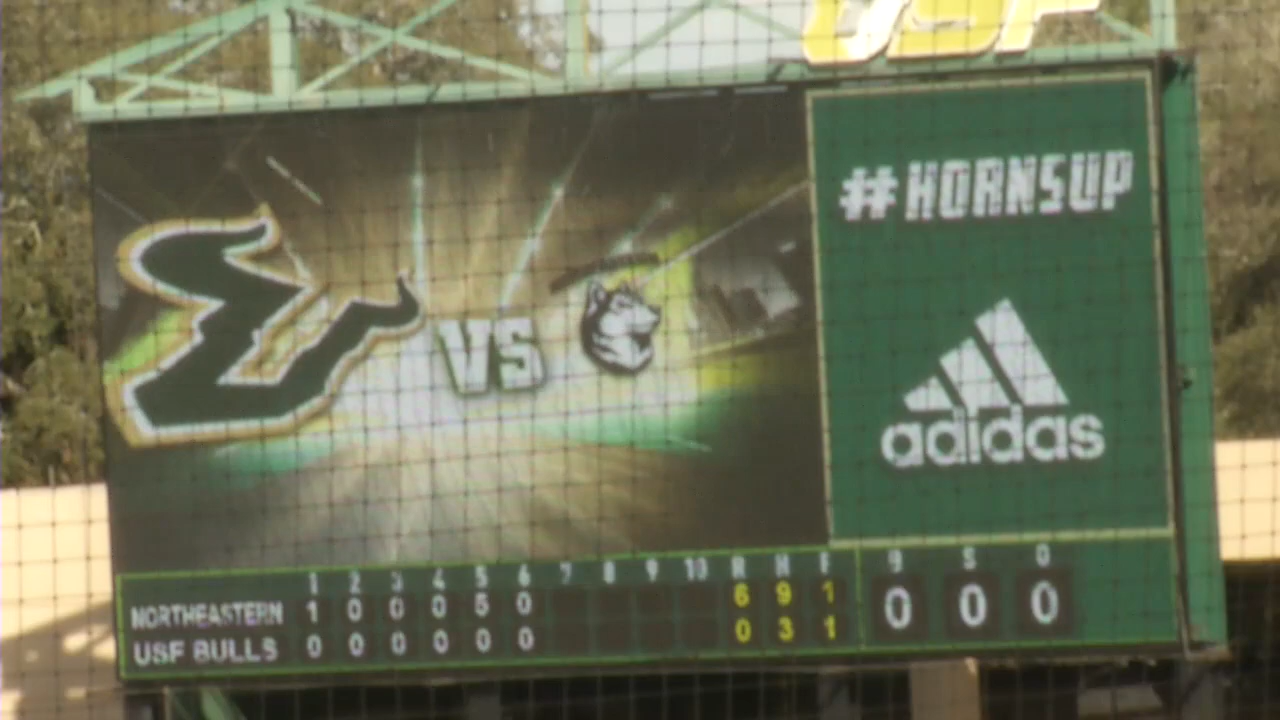 USF
#HORNSUP
VS
adidas
1 2 3 4 5 6 7 8 9 10 R H E B S O
NORTHEASTERN 1 0 0 0 5 0 6 9 1 0 0 0
USF BULLS 0 0 0 0 0 0 0 3 1